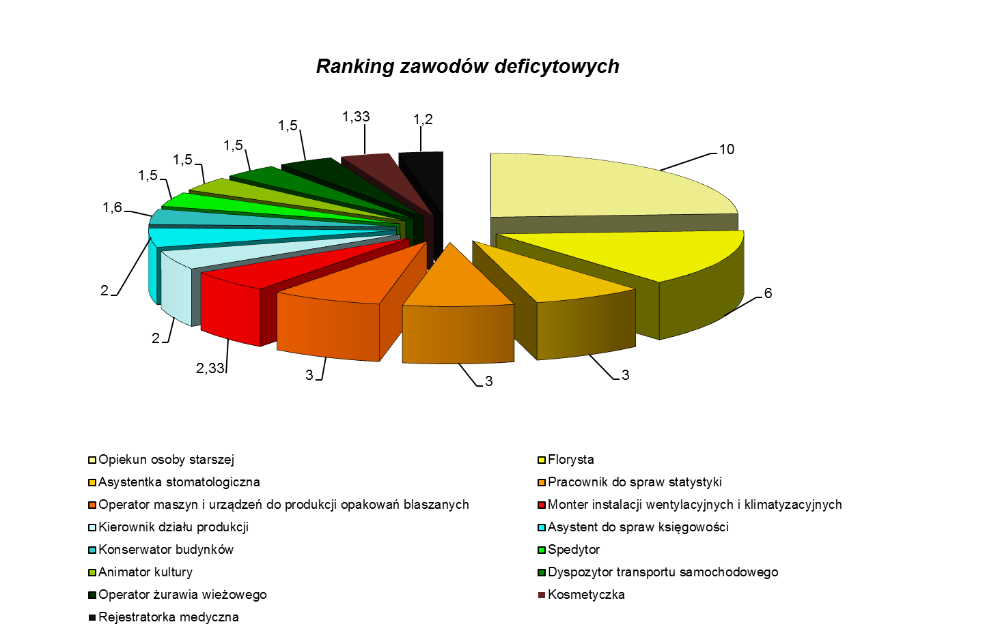 Ranking zawodów deficytowych
1,2
1,33
1,5
1,5
1,5
1,5
1,6
2
2
2,33
3
3
3
6
10
Opiekun osoby starszej
Florysta
Asystentka stomatologiczna
Pracownik do spraw statystyki
Operator maszyn i urządzeń do produkcji opakowań blaszanych
Monter instalacji wentylacyjnych i klimatyzacyjnych
Kierownik działu produkcji
Asystent do spraw księgowości
Konserwator budynków
Spedytor
Animator kultury
Dyspozytor transportu samochodowego
Operator żurawia wieżowego
Kosmetyczka
Rejestratorka medyczna